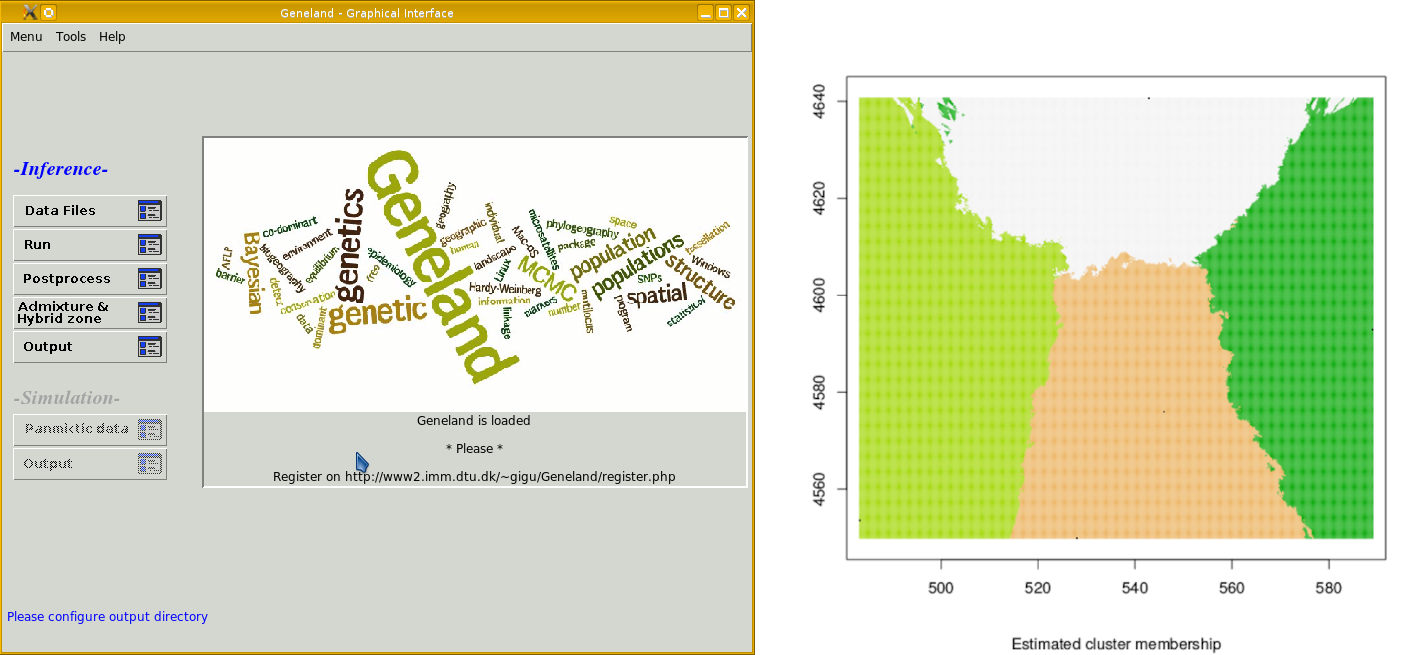 Geneland - Graphical Interface
Menu Tools Help
-Inference-
Data Files
Run
Postprocess
Admixture &
Hybrid zone
Output
-Simulation-
Panmictic data
Output
Geneland
genetics
genetic
Bayesian
co-dominant
environment
AFLP
barrier
biogeography
equilibrium
detect
conservation
data
dominant
free
epidemiology
geography
geographic
human
individual
landscape
Linux
Mac-OS
microsatellites
phylogeography
package
space
population
populations
MCMC
tessellation
Windows
structure
SNPs
spatial
Hardy-Weinberg
information
linkage
markers
number
multilocus
program
statistical
Geneland is loaded
* Please *
Register on http://www2.imm.dtu.dk/~gigu/Geneland/register.php
Please configure output directory
4640
4620
4600
4580
4560
500 520 540 560 580
Estimated cluster membership